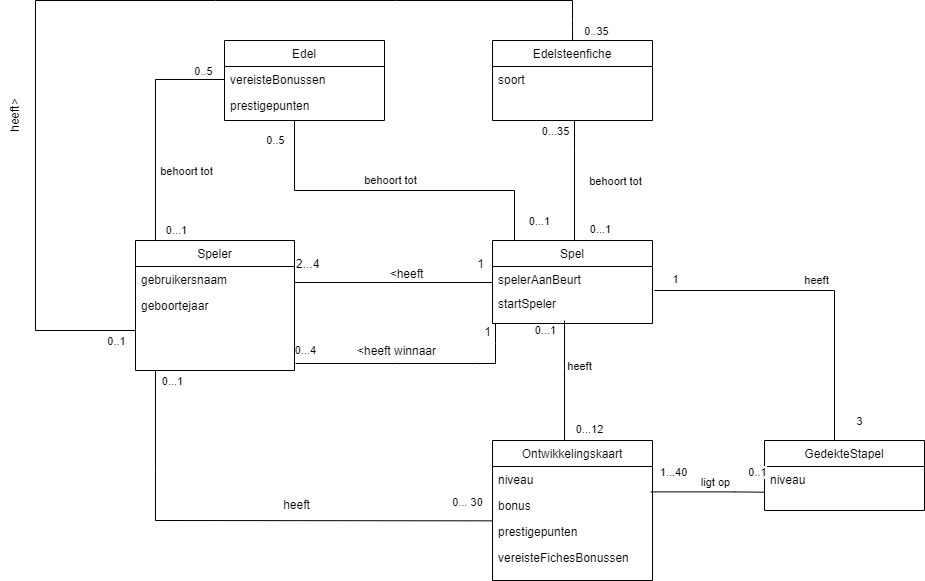 0..35
Edel
Edelsteenfiche
heeft>
0..5
vereisteBonussen
soort
prestigepunten
0..5
0...35
behoort tot
behoort tot
behoort tot
0...1
0...1
0...1
Speler
Spel
2...4
<heeft
1
1
heeft
gebruikersnaam
spelerAanBeurt
geboortejaar
startSpeler
0..1
0...4
<heeft winnaar
1
0...1
heeft
0...1
0...12
3
Ontwikkelingskaart
GedekteStapel
niveau
1...40
ligt op
0...1
niveau
heeft
0... 30
bonus
prestigepunten
vereisteFichesBonussen